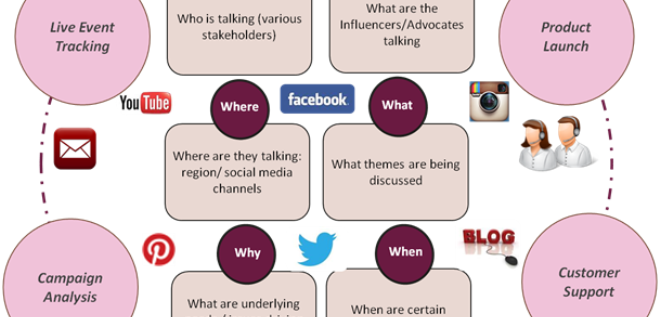 Live Event
Tracking
Who is talking (various
stakeholders)
What are the
Influencers/Advocates
talking
Product
Launch
YouTube
Where
facebook
What
Where are they talking:
region/ social media
channels
What themes are being
discussed
Why
When
BLOG
Campaign
Analysis
Customer
Support
What are underlying
When are certain